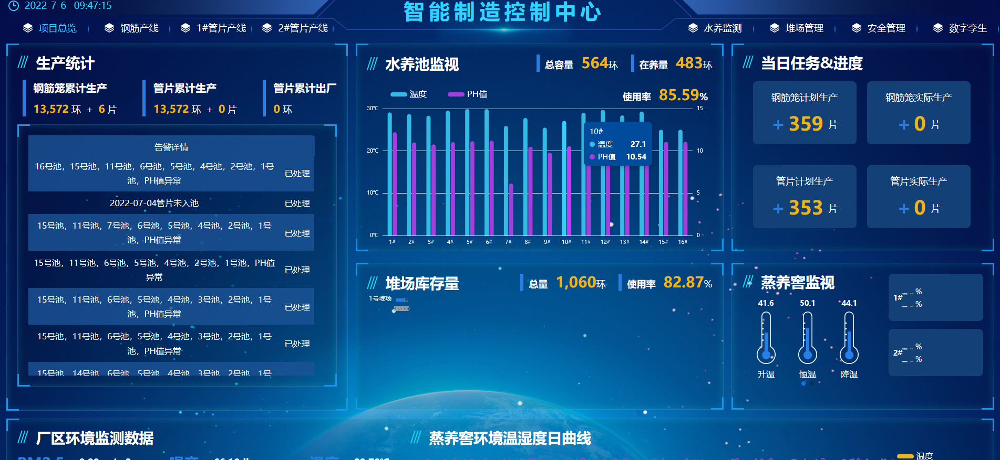 2022-7-6 09:47:15
智能制造控制中心
项目总览 钢筋产线 1#管片产线 2#管片产线 水养监测 堆场管理 安全管理 数字孪生
生产统计
钢筋笼累计生产 管片累计生产 管片累计出厂
13,572 环 + 6 片 13,572 环 + 0 片 0 环
告警详情
16号池，15号池，11号池，6号池，5号池，4号池，2号池，1号
池，PH值异常 已处理
2022-07-04管片未入池 已处理
15号池，11号池，7号池，6号池，5号池，4号池，2号池，1号
池，PH值异常 已处理
15号池，11号池，6号池，5号池，4号池，2号池，1号池，PH值
异常 已处理
15号池，11号池，6号池，5号池，4号池，3号池，2号池，1号
池，PH值异常 已处理
15号池，11号池，6号池，5号池，4号池，3号池，2号池，1号
池，PH值异常 已处理
15号池，14号池，6号池，5号池，4号池，3号池，2号池，1号
水养池监视 总容量 564环 在养量 483环
温度 PH值 使用率 85.59%
30℃ 15
20℃ 10
10℃ 5
0℃ 0
10#
温度 27.1
PH值 10.54
1# 2# 3# 4# 5# 6# 7# 8# 9# 10# 11# 12# 13# 14# 15# 16#
堆场库存量 总量 1,060环 使用率 82.87%
1号堆场
当日任务&进度
钢筋笼计划生产 钢筋笼实际生产
+ 359 片 + 0 片
管片计划生产 管片实际生产
+ 353 片 + 0 片
蒸养窖监视
41.6 50.1 44.1
升温 恒温 降温
1# -- %
-- %
2# -- %
-- %
厂区环境监测数据
PM2.5 噪声 温度
蒸养窖环境温湿度日曲线
温度